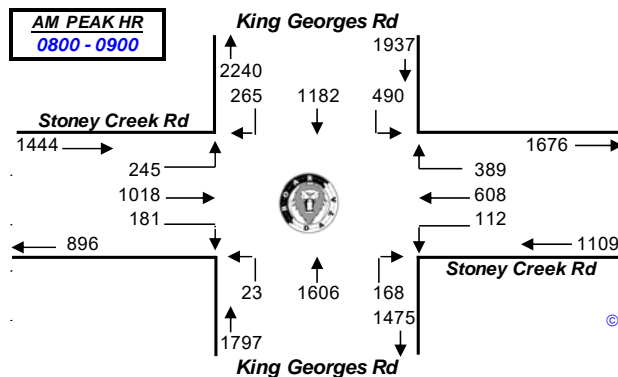 AM PEAK HR
0800 - 0900
King Georges Rd
1937
2240
265 1182 490
Stoney Creek Rd
1444
1676
245
389
1018
608
181
112
896
1109
23 1606 168
Stoney Creek Rd
1475
©
1797
King Georges Rd